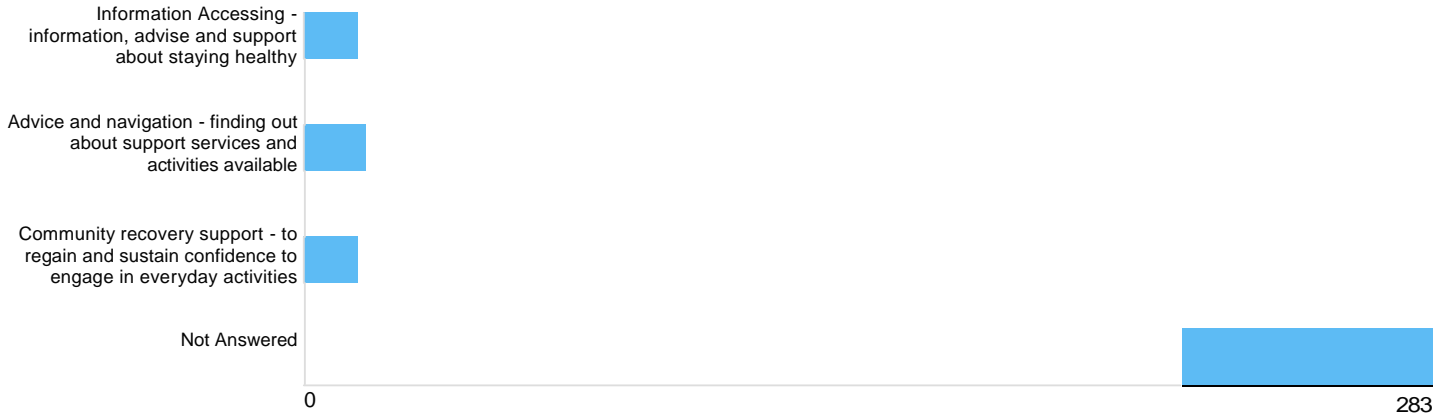 Information Accessing -
information, advise and support
about staying healthy
Advice and navigation - finding out
about support services and
activities available
Community recovery support - to
regain and sustain confidence to
engage in everyday activities
Not Answered
0
283